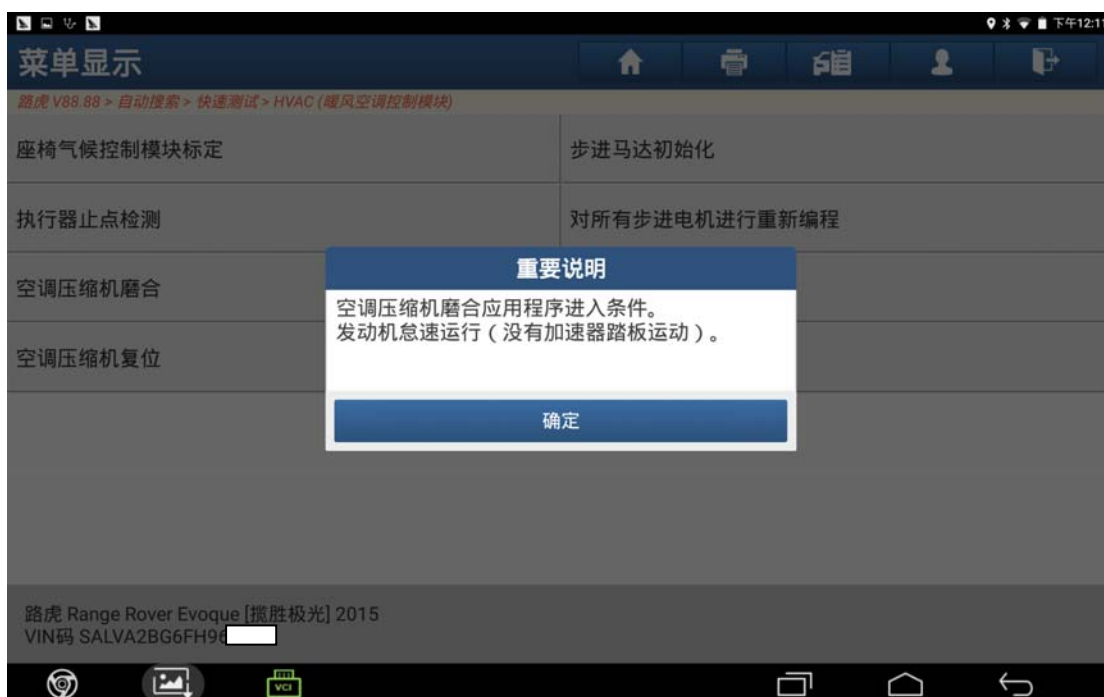 下午12:11
菜单显示
路虎 V88.88 > 自动搜索 > 快速测试 > HVAC (暖风空调控制模块)
座椅气候控制模块标定
步进马达初始化
执行器止点检测
对所有步进电机进行重新编程
空调压缩机磨合
空调压缩机复位
重要说明
空调压缩机磨合应用程序进入条件。
发动机怠速运行（没有加速器踏板运动）。
确定
路虎 Range Rover Evoque [揽胜极光] 2015
VIN码 SALVA2BG6FH96
VCI